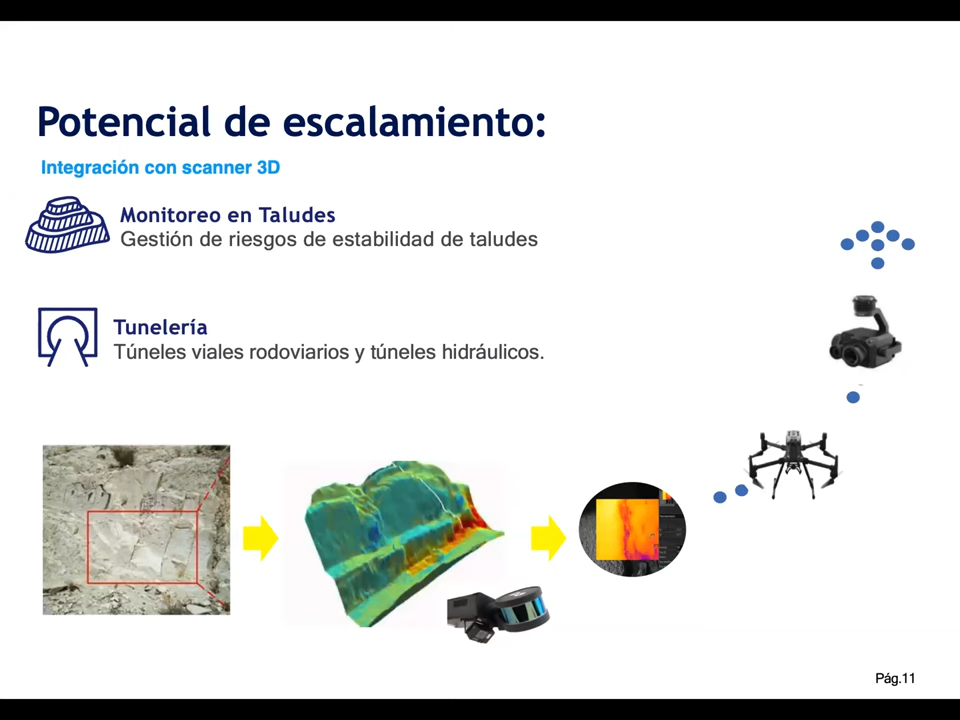 Potencial de escalamiento:
Integración con scanner 3D
Monitoreo en Taludes
Gestión de riesgos de estabilidad de taludes
Tunelería
Túneles viales rodoviarios y túneles hidráulicos.
Pág.11